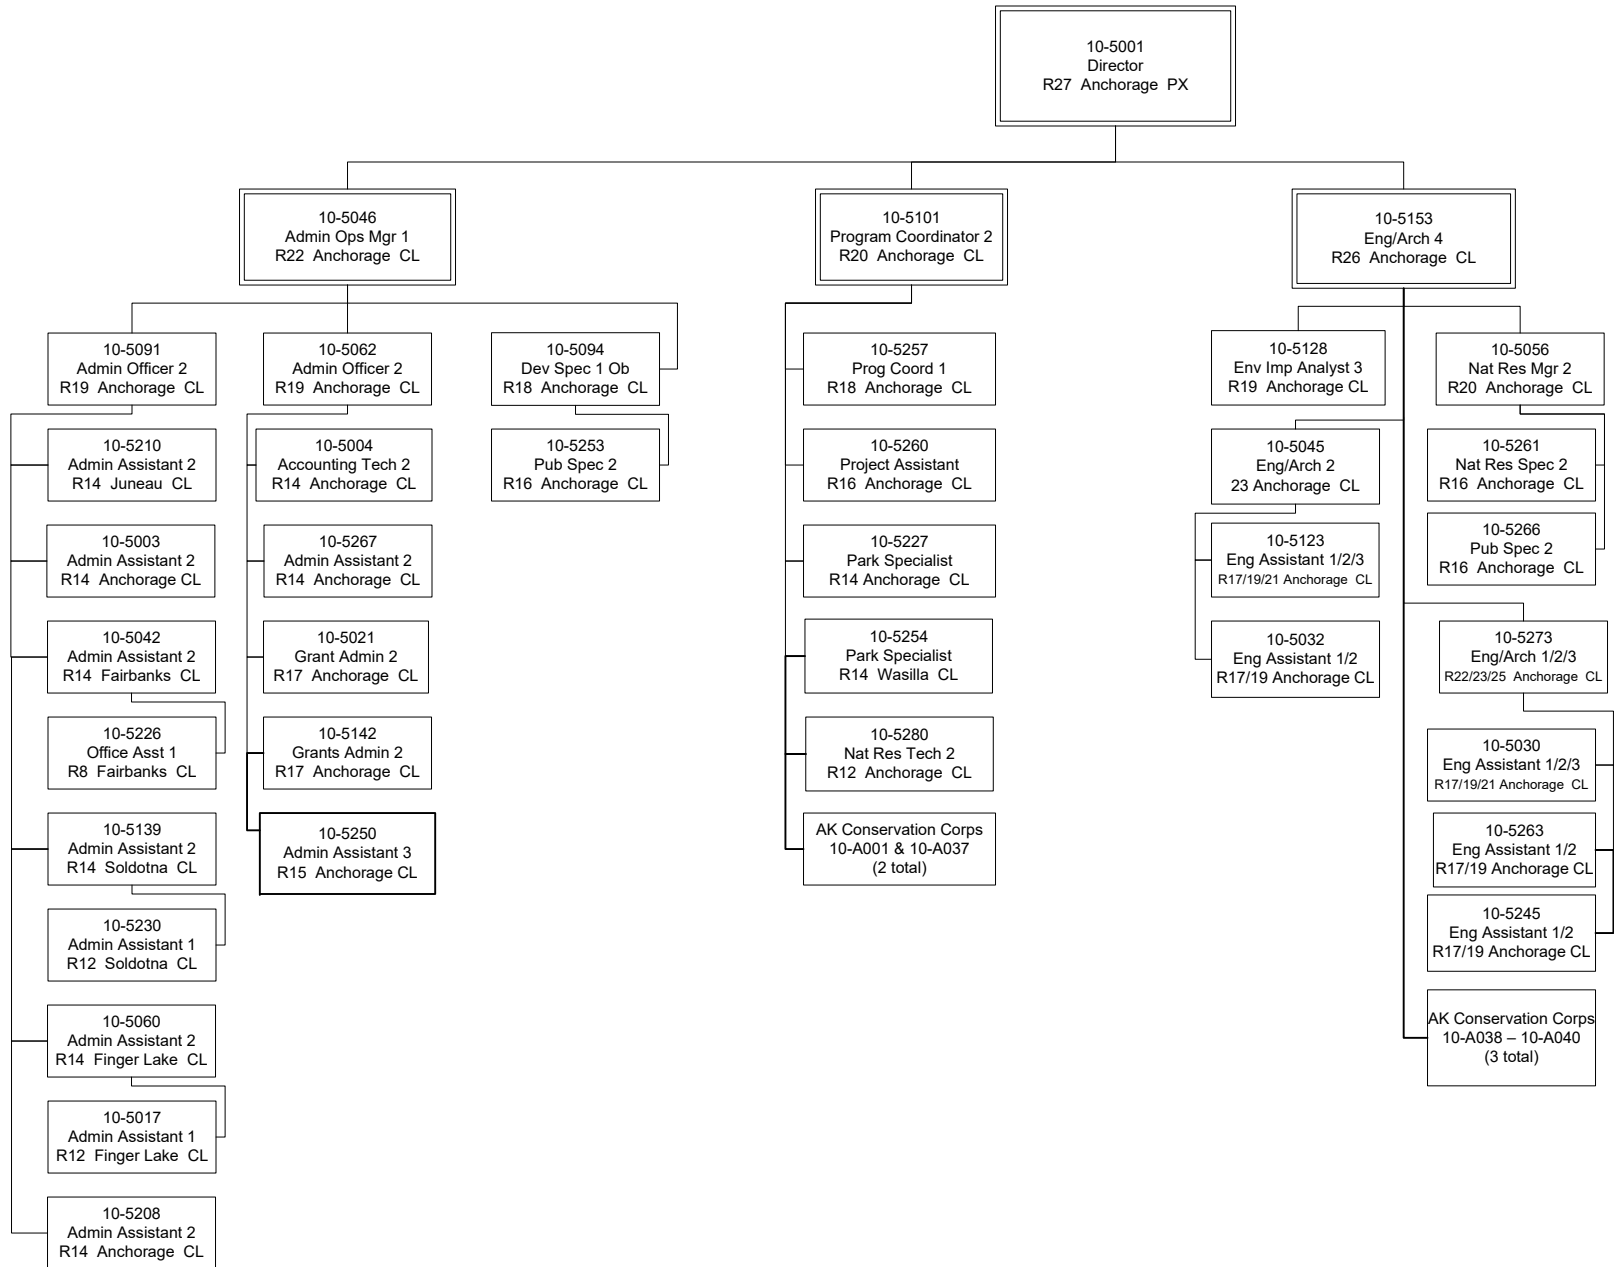 10-5001
Director
R27 Anchorage PX
10-5046
Admin Ops Mgr 1
R22 Anchorage CL
10-5101
Program Coordinator 2
R20 Anchorage CL
10-5153
Eng/Arch 4
R26 Anchorage CL
10-5091
Admin Officer 2
R19 Anchorage CL
10-5210
Admin Assistant 2
R14 Juneau CL
10-5003
Admin Assistant 2
R14 Anchorage CL
10-5042
Admin Assistant 2
R14 Fairbanks CL
10-5226
Office Asst 1
R8 Fairbanks CL
10-5139
Admin Assistant 2
R14 Soldotna CL
10-5230
Admin Assistant 1
R12 Soldotna CL
10-5060
Admin Assistant 2
R14 Finger Lake CL
10-5017
Admin Assistant 1
R12 Finger Lake CL
10-5208
Admin Assistant 2
R14 Anchorage CL
10-5062
Admin Officer 2
R19 Anchorage CL
10-5004
Accounting Tech 2
R14 Anchorage CL
10-5267
Admin Assistant 2
R14 Anchorage CL
10-5021
Grant Admin 2
R17 Anchorage CL
10-5142
Grants Admin 2
R17 Anchorage CL
10-5250
Admin Assistant 3
R15 Anchorage CL
10-5094
Dev Spec 1 Ob
R18 Anchorage CL
10-5253
Pub Spec 2
R16 Anchorage CL
10-5257
Prog Coord 1
R18 Anchorage CL
10-5260
Project Assistant
R16 Anchorage CL
10-5227
Park Specialist
R14 Anchorage CL
10-5254
Park Specialist
R14 Wasilla CL
10-5280
Nat Res Tech 2
R12 Anchorage CL
AK Conservation Corps
10-A001 & 10-A037
(2 total)
10-5128
Env Imp Analyst 3
R19 Anchorage CL
10-5045
Eng/Arch 2
23 Anchorage CL
10-5123
Eng Assistant 1/2/3
R17/19/21 Anchorage CL
10-5032
Eng Assistant 1/2
R17/19 Anchorage CL
10-5056
Nat Res Mgr 2
R20 Anchorage CL
10-5261
Nat Res Spec 2
R16 Anchorage CL
10-5266
Pub Spec 2
R16 Anchorage CL
10-5273
Eng/Arch 1/2/3
R22/23/25 Anchorage CL
10-5030
Eng Assistant 1/2/3
R17/19/21 Anchorage CL
10-5263
Eng Assistant 1/2
R17/19 Anchorage CL
10-5245
Eng Assistant 1/2
R17/19 Anchorage CL
AK Conservation Corps
10-A038 – 10-A040
(3 total)